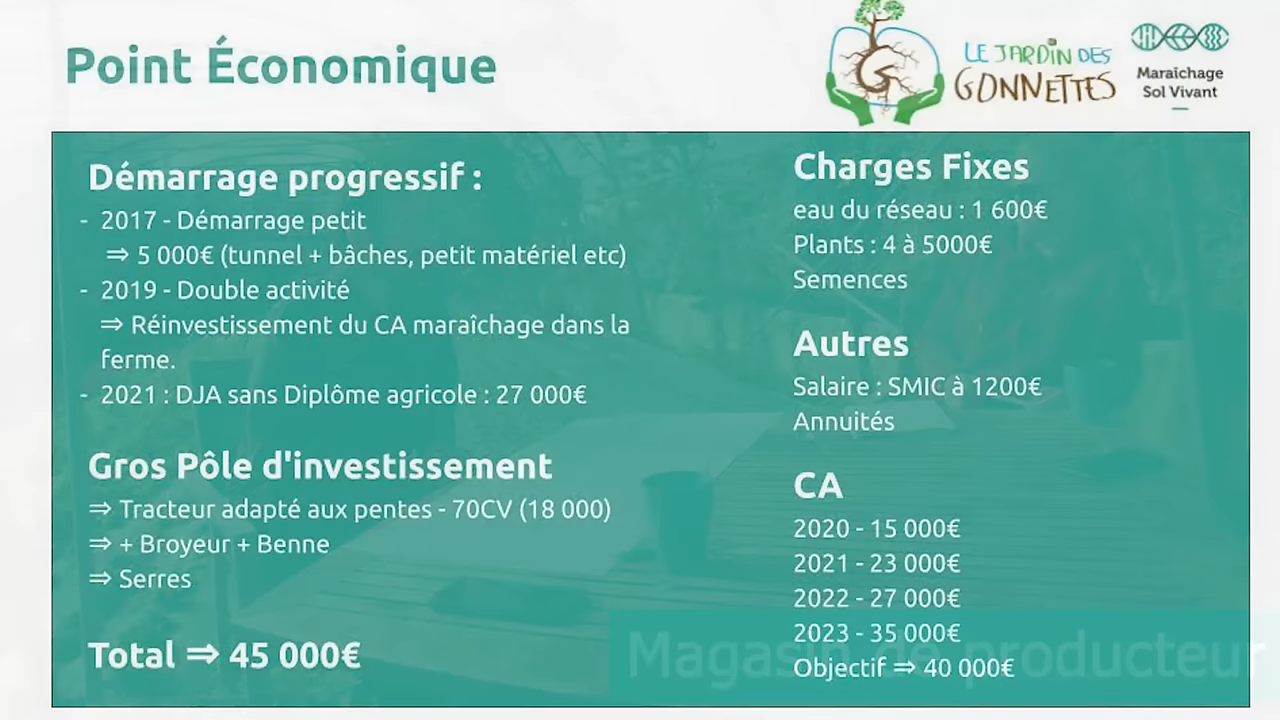 Point Économique
LE JARDIN DES
GONNETTES
Maraîchage
Sol Vivant
Démarrage progressif :
- 2017 - Démarrage petit
⇒ 5 000€ (tunnel + bâches, petit matériel etc)
- 2019 - Double activité
⇒ Réinvestissement du CA maraîchage dans la
ferme.
- 2021 : DJA sans Diplôme agricole : 27 000€
Gros Pôle d'investissement
⇒ Tracteur adapté aux pentes - 70CV (18 000)
⇒ + Broyeur + Benne
⇒ Serres
Total ⇒ 45 000€
Charges Fixes
eau du réseau : 1 600€
Plants : 4 à 5000€
Semences
Autres
Salaire : SMIC à 1200€
Annuités
CA
2020 - 15 000€
2021 - 23 000€
2022 - 27 000€
2023 - 35 000€
Objectif ⇒ 40 000€
Magasin de producteur